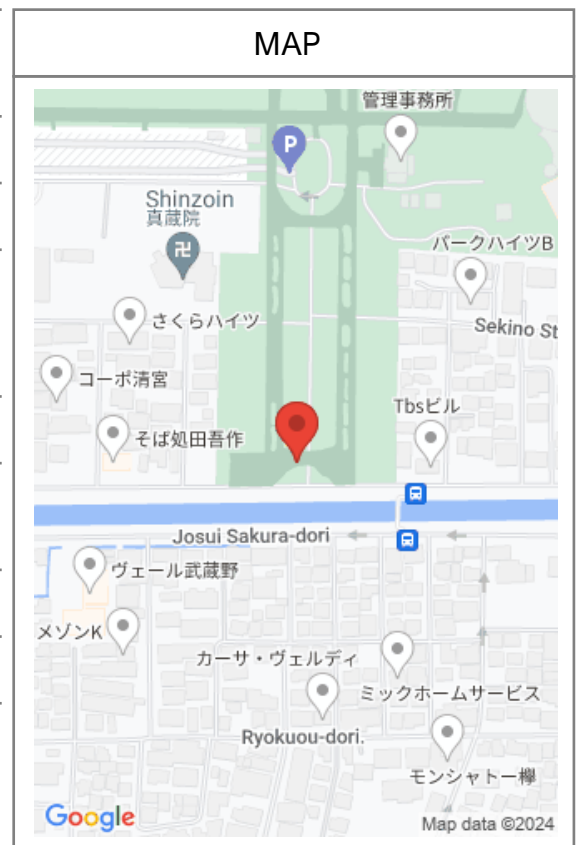 MAP
管理事務所
P
Shinzoin
真蔵院
卍
パークハイツB
さくらハイツ
Sekino St
コーポ清宮
Tbsビル
そば処田吾作
Josui Sakura-dori
ヴェール武蔵野
メゾンK
カーサ・ヴェルディ
ミックホームサービス
Ryokuou-dori.
モンシャトー欅
Google
Map data ©2024